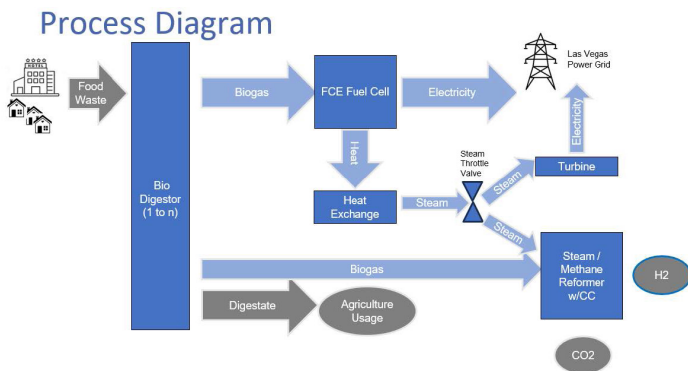 Process Diagram
HOTEL
Food
Waste
Bio
Digestor
(1 to n)
Biogas
FCE Fuel Cell
Electricity
Las Vegas
Power Grid
Heat
Heat
Exchange
Steam
Steam
Throttle
Valve
Steam
Turbine
Electricity
Steam
Biogas
Steam /
Methane
Reformer
w/CC
H2
Digestate
Agriculture
Usage
CO2